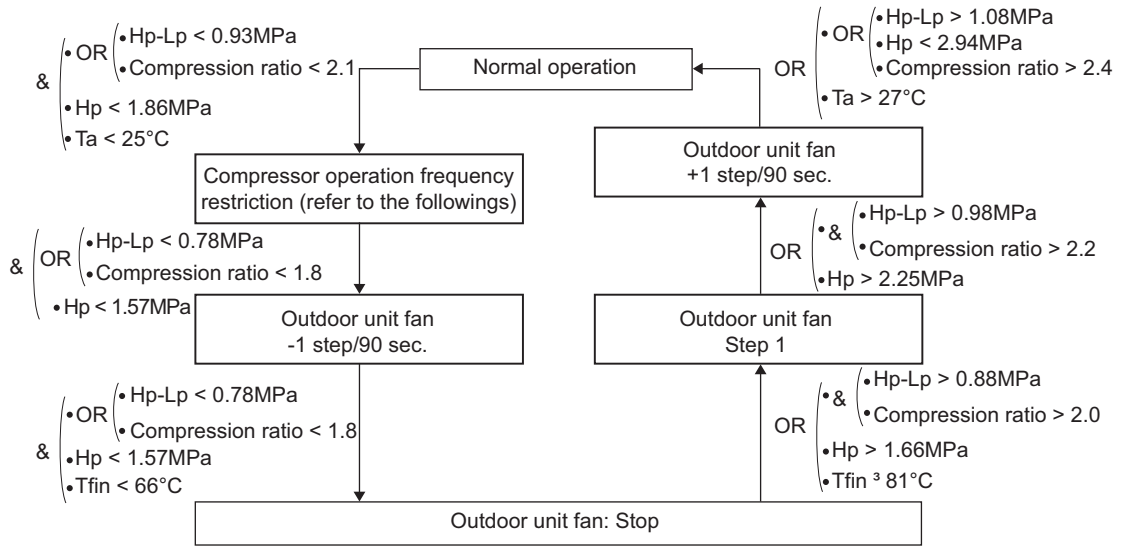 & • OR •Hp-Lp < 0.93MPa
•Compression ratio < 2.1
•Hp < 1.86MPa
•Ta < 25°C
Normal operation
OR • OR •Hp-Lp > 1.08MPa
•Hp < 2.94MPa
•Compression ratio > 2.4
•Ta > 27°C
Compressor operation frequency
restriction (refer to the followings)
Outdoor unit fan
+1 step/90 sec.
& OR •Hp-Lp < 0.78MPa
•Compression ratio < 1.8
•Hp < 1.57MPa
OR • & •Hp-Lp > 0.98MPa
•Compression ratio > 2.2
•Hp > 2.25MPa
Outdoor unit fan
-1 step/90 sec.
Outdoor unit fan
Step 1
& • OR •Hp-Lp < 0.78MPa
•Compression ratio < 1.8
•Hp < 1.57MPa
•Tfin < 66°C
OR • & •Hp-Lp > 0.88MPa
•Compression ratio > 2.0
•Hp > 1.66MPa
•Tfin ³ 81°C
Outdoor unit fan: Stop